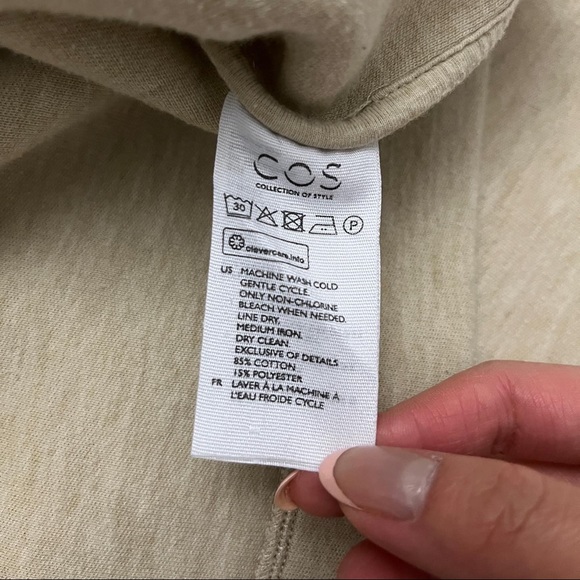 COS
COLLECTION OF STYLE
30 P
clevercare.info
US MACHINE WASH COLD
GENTLE CYCLE.
ONLY NON-CHLORINE
BLEACH WHEN NEEDED.
LINE DRY,
MEDIUM IRON.
DRY CLEAN.
EXCLUSIVE OF DETAILS
85% COTTON
15% POLYESTER
FR LAVER À LA MACHINE À
L'EAU FROIDE CYCLE